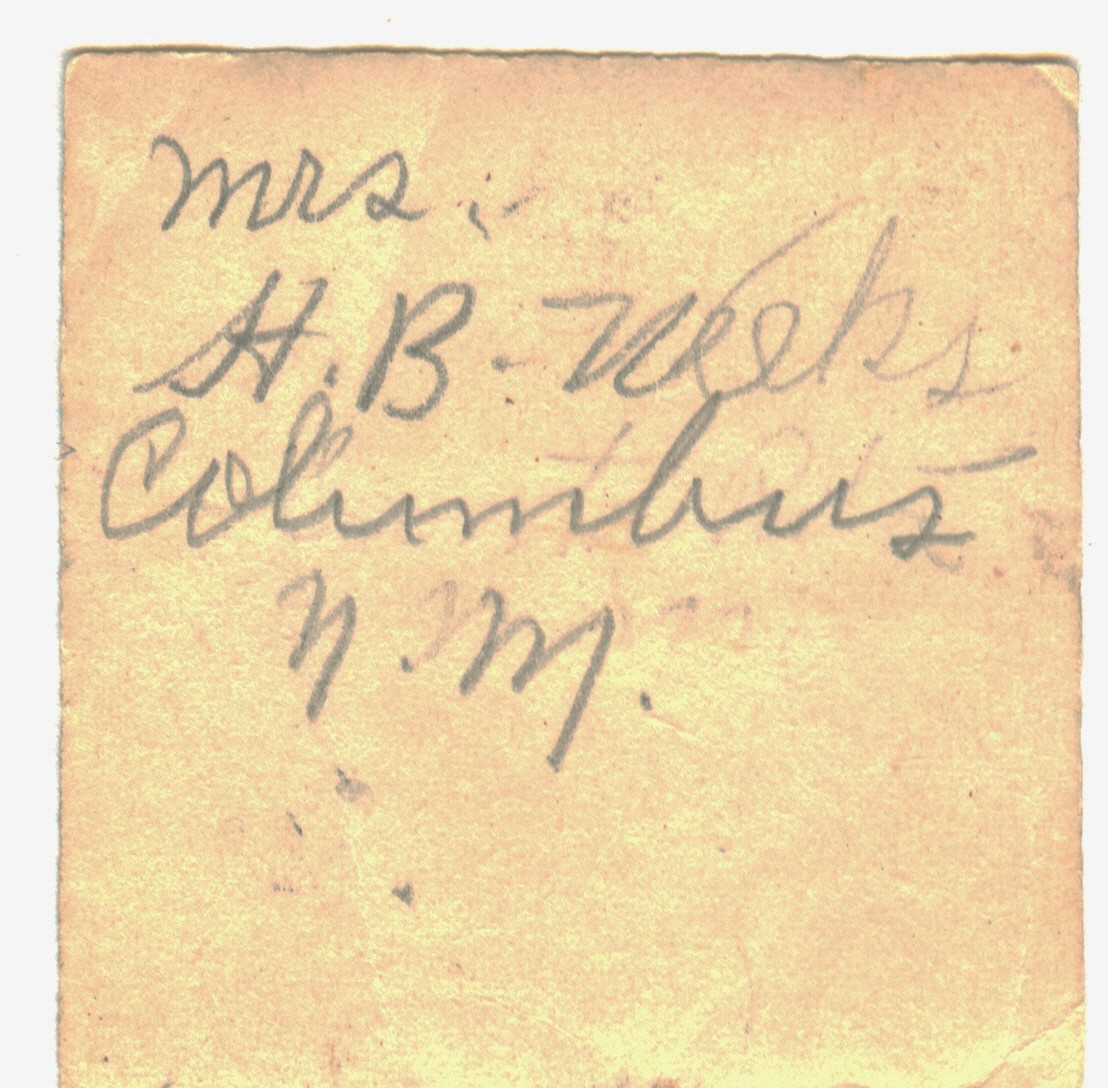 Mrs.
H. B. Weeks
Columbus
N. M.